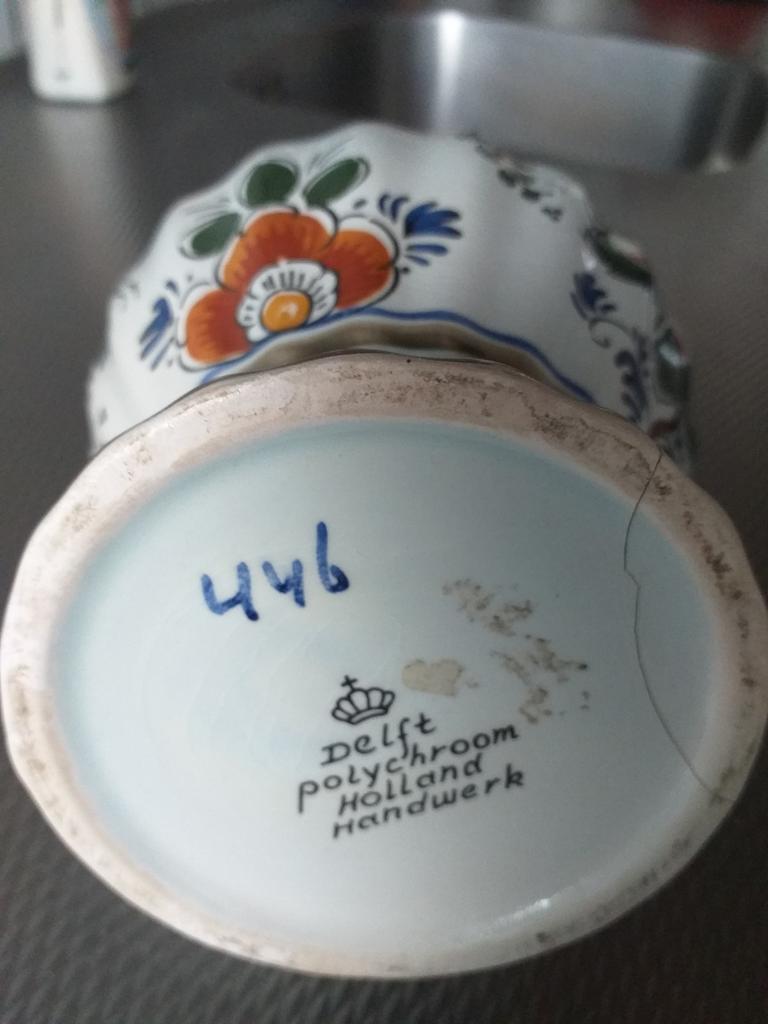 446
Delft
polychroom
Holland
Handwerk